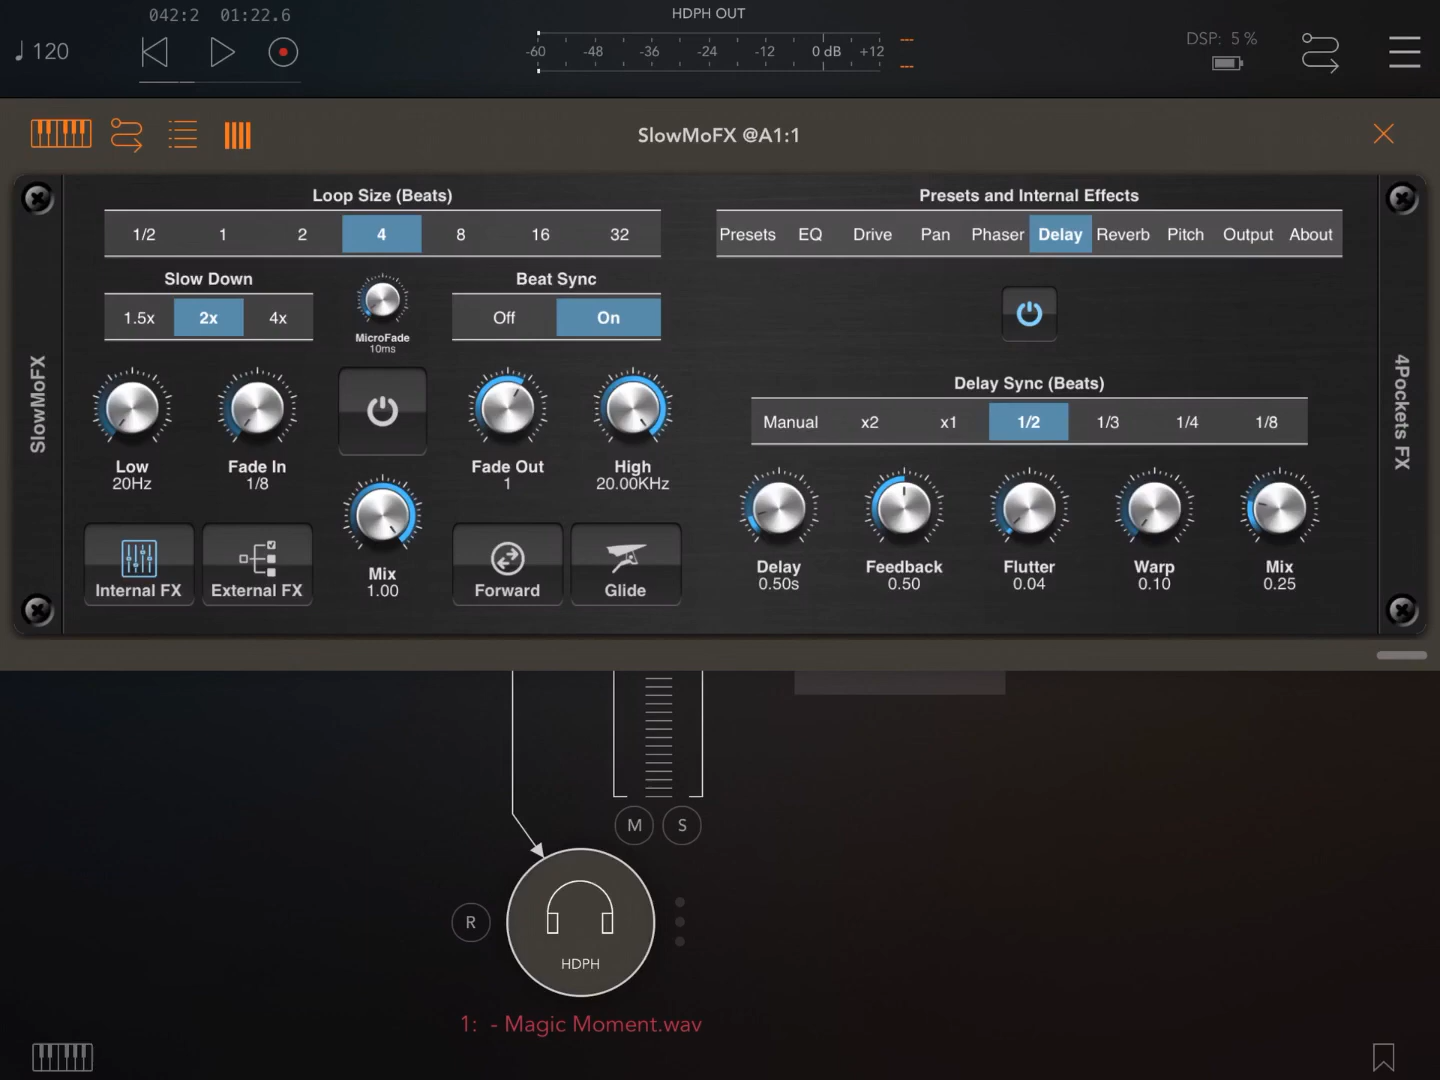 042:2 01:22.6
HDPH OUT
♩ 120
-60 -48 -36 -24 -12 0 dB +12
DSP: 5 %
SlowMoFX @A1:1
Loop Size (Beats)
1/2 1 2 4 8 16 32
Slow Down
1.5x 2x 4x
MicroFade
10ms
Beat Sync
Off On
Low
20Hz
Fade In
1/8
Fade Out
1
High
20.00KHz
Mix
1.00
Internal FX
External FX
Forward
Glide
SlowMoFX
Presets and Internal Effects
Presets EQ Drive Pan Phaser Delay Reverb Pitch Output About
Delay Sync (Beats)
Manual x2 x1 1/2 1/3 1/4 1/8
Delay
0.50s
Feedback
0.50
Flutter
0.04
Warp
0.10
Mix
0.25
4Pockets FX
M S
R
HDPH
1: - Magic Moment.wav